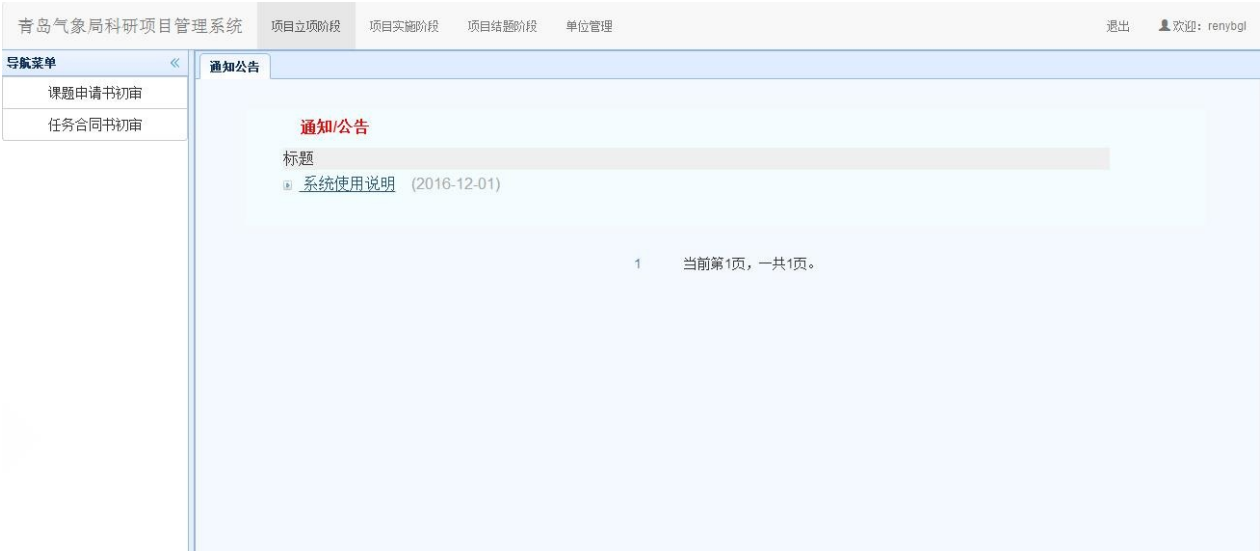 青岛气象局科研项目管理系统 项目立项阶段 项目实施阶段 项目结题阶段 单位管理 退出 欢迎: renybgl
导航菜单 通知公告
课题申请书初审
任务合同书初审
通知/公告
标题
系统使用说明 (2016-12-01)
1 当前第1页，一共1页。